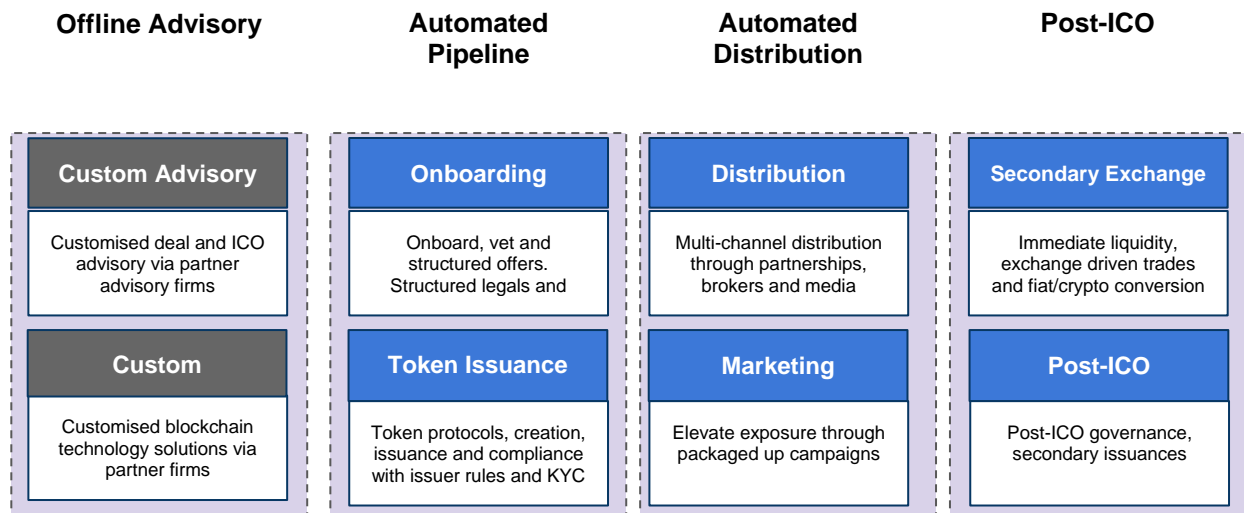 Offline Advisory
Automated
Pipeline
Automated
Distribution
Post-ICO
Custom Advisory
Customised deal and ICO
advisory via partner
advisory firms
Custom
Customised blockchain
technology solutions via
partner firms
Onboarding
Onboard, vet and
structured offers.
Structured legals and
Token Issuance
Token protocols, creation,
issuance and compliance
with issuer rules and KYC
Distribution
Multi-channel distribution
through partnerships,
brokers and media
Marketing
Elevate exposure through
packaged up campaigns
Secondary Exchange
Immediate liquidity,
exchange driven trades
and fiat/crypto conversion
Post-ICO
Post-ICO governance,
secondary issuances